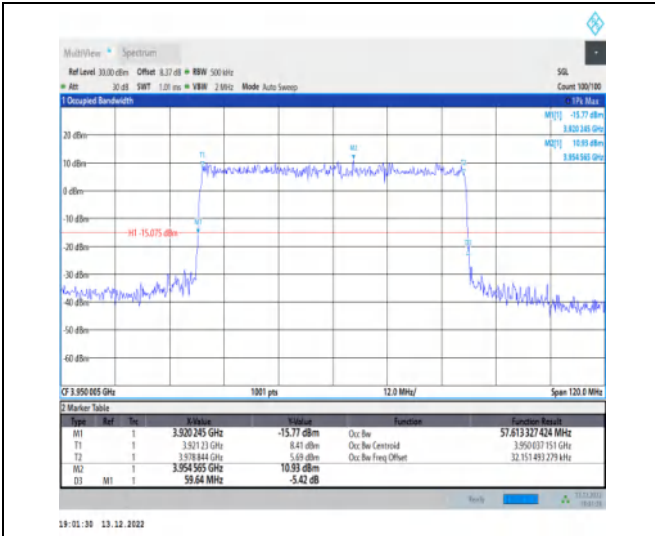 MultiView Spectrum
Ref Level 30.00 dBm Offset 8.37 dB RBW 500 kHz SGL
Att 30 dB SWT 1.01 ms VBW 2 MHz Mode Auto Sweep Count 100/100
1 Occupied Bandwidth 1Pk Max
M1[1] -15.77 dBm
3.920 245 GHz
M2[1] 10.93 dBm
3.954 565 GHz
20 dBm
T1
M2
10 dBm
0 dBm
-10 dBm
M1
H1 -15.075 dBm
-20 dBm
-30 dBm
-40 dBm
-50 dBm
-60 dBm
CF 3.950 005 GHz 1001 pts 12.0 MHz/ Span 120.0 MHz
2 Marker Table
Type Ref Trc X-Value Y-Value Function Function Result
M1 1 3.920 245 GHz -15.77 dBm Occ Bw 57.613 327 424 MHz
T1 1 3.921 23 GHz 8.41 dBm Occ Bw Centroid 3.950 037 151 GHz
T2 1 3.978 844 GHz 5.69 dBm Occ Bw Freq Offset 32.151 493 279 kHz
M2 1 3.954 565 GHz 10.93 dBm
D3 M1 1 59.64 MHz -5.42 dB
Ready 13.12.2022
19:01:30
19:01:30 13.12.2022